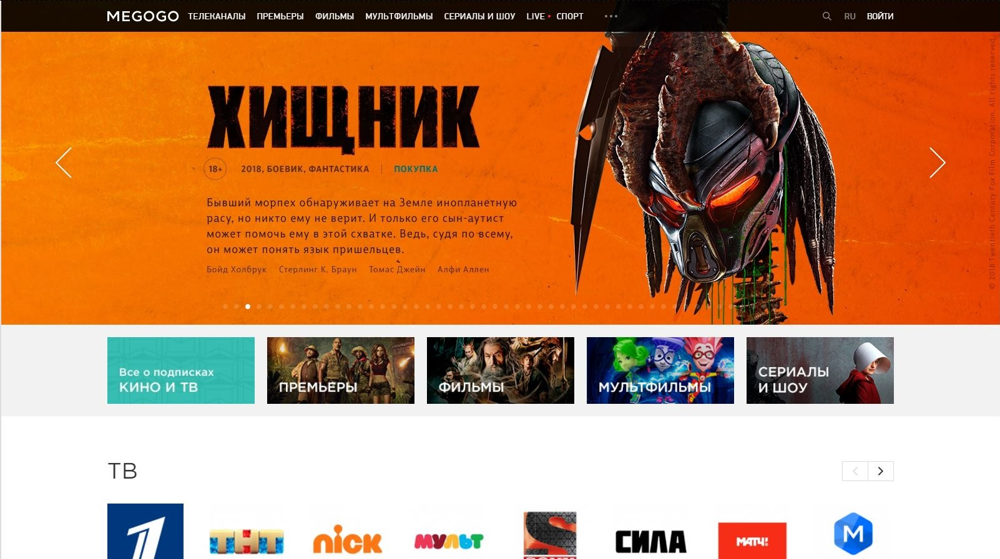 MEGOGO ТЕЛЕКАНАЛЫ ПРЕМЬЕРЫ ФИЛЬМЫ МУЛЬТФИЛЬМЫ СЕРИАЛЫ И ШОУ LIVE • СПОРТ ••• RU ВОЙТИ
© 2018 Twentieth Century Fox Film Corporation. All rights reserved.
ХИЩНИК
18+ 2018, БОЕВИК, ФАНТАСТИКА | ПОКУПКА
Бывший морпех обнаруживает на Земле инопланетную
расу, но никто ему не верит. И только его сын-аутист
может помочь ему в этой схватке. Ведь, судя по всему,
он может понять язык пришельцев.
Бойд Холбрук Стерлинг К. Браун Томас Джейн Алфи Аллен
Все о подписках
КИНО И ТВ
ПРЕМЬЕРЫ
ФИЛЬМЫ
МУЛЬТФИЛЬМЫ
СЕРИАЛЫ
И ШОУ
ТВ
1
ТНТ
nick
МУЛЬТ
S
SONY
СИЛА
МАТЧ!
M